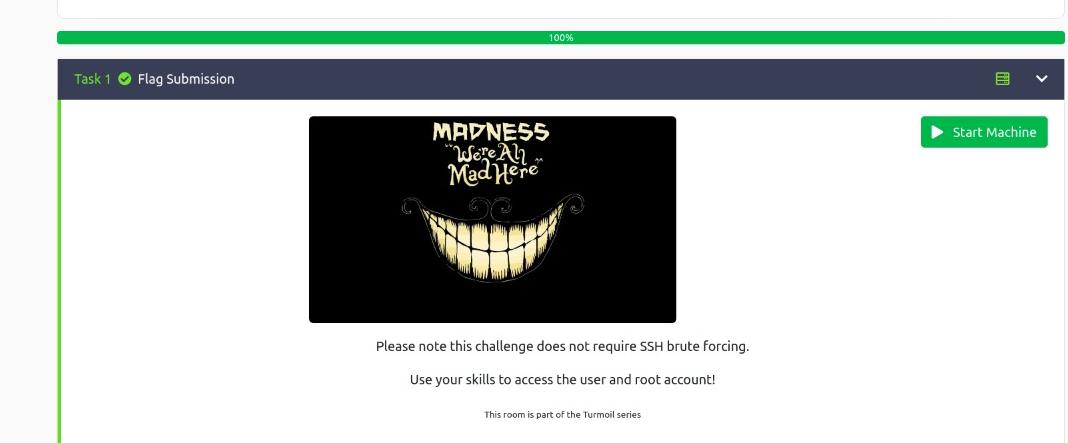 100%
Task 1 Flag Submission
Start Machine
MADNESS
"We're All
Mad Here"
Please note this challenge does not require SSH brute forcing.
Use your skills to access the user and root account!
This room is part of the Turmoil series